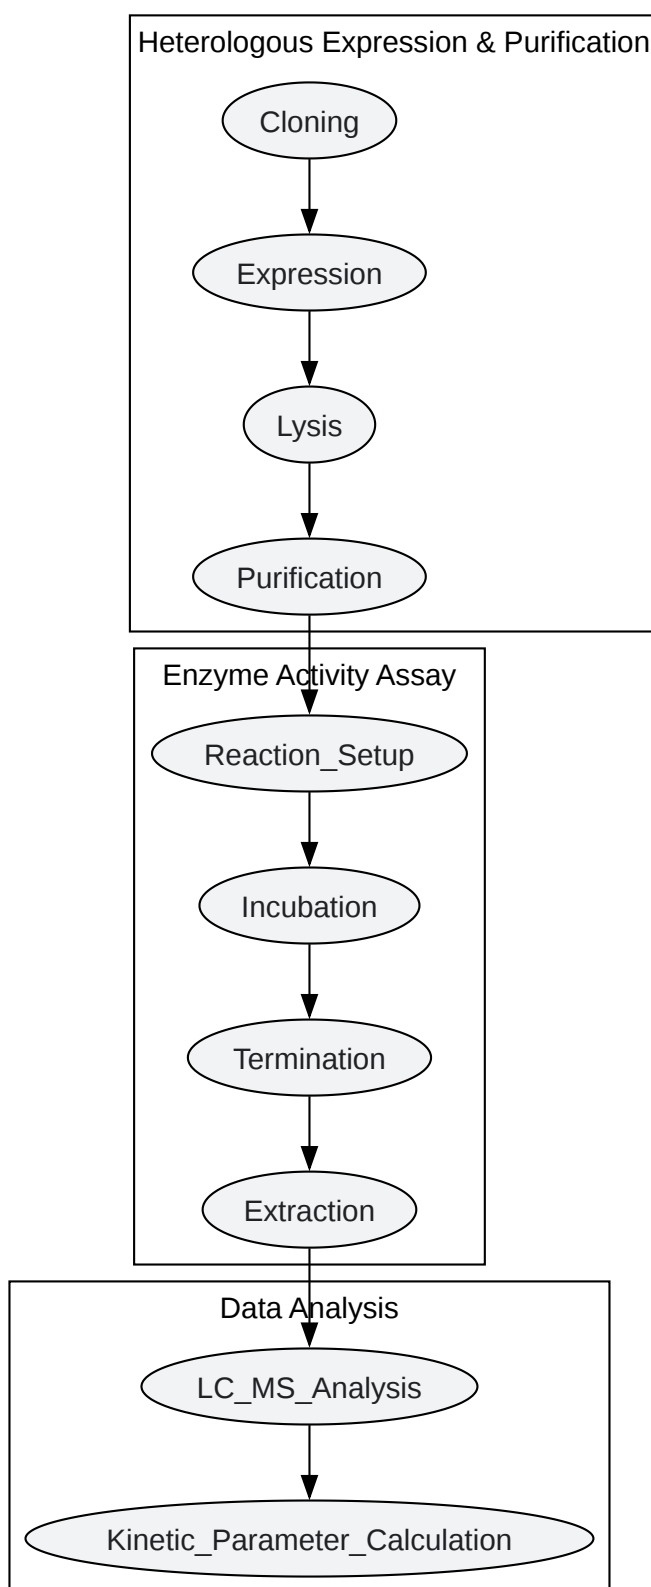 Heterologous Expression & Purification
Cloning
Expression
Lysis
Purification
Enzyme Activity Assay
Reaction_Setup
Incubation
Termination
Extraction
Data Analysis
LC_MS_Analysis
Kinetic_Parameter_Calculation